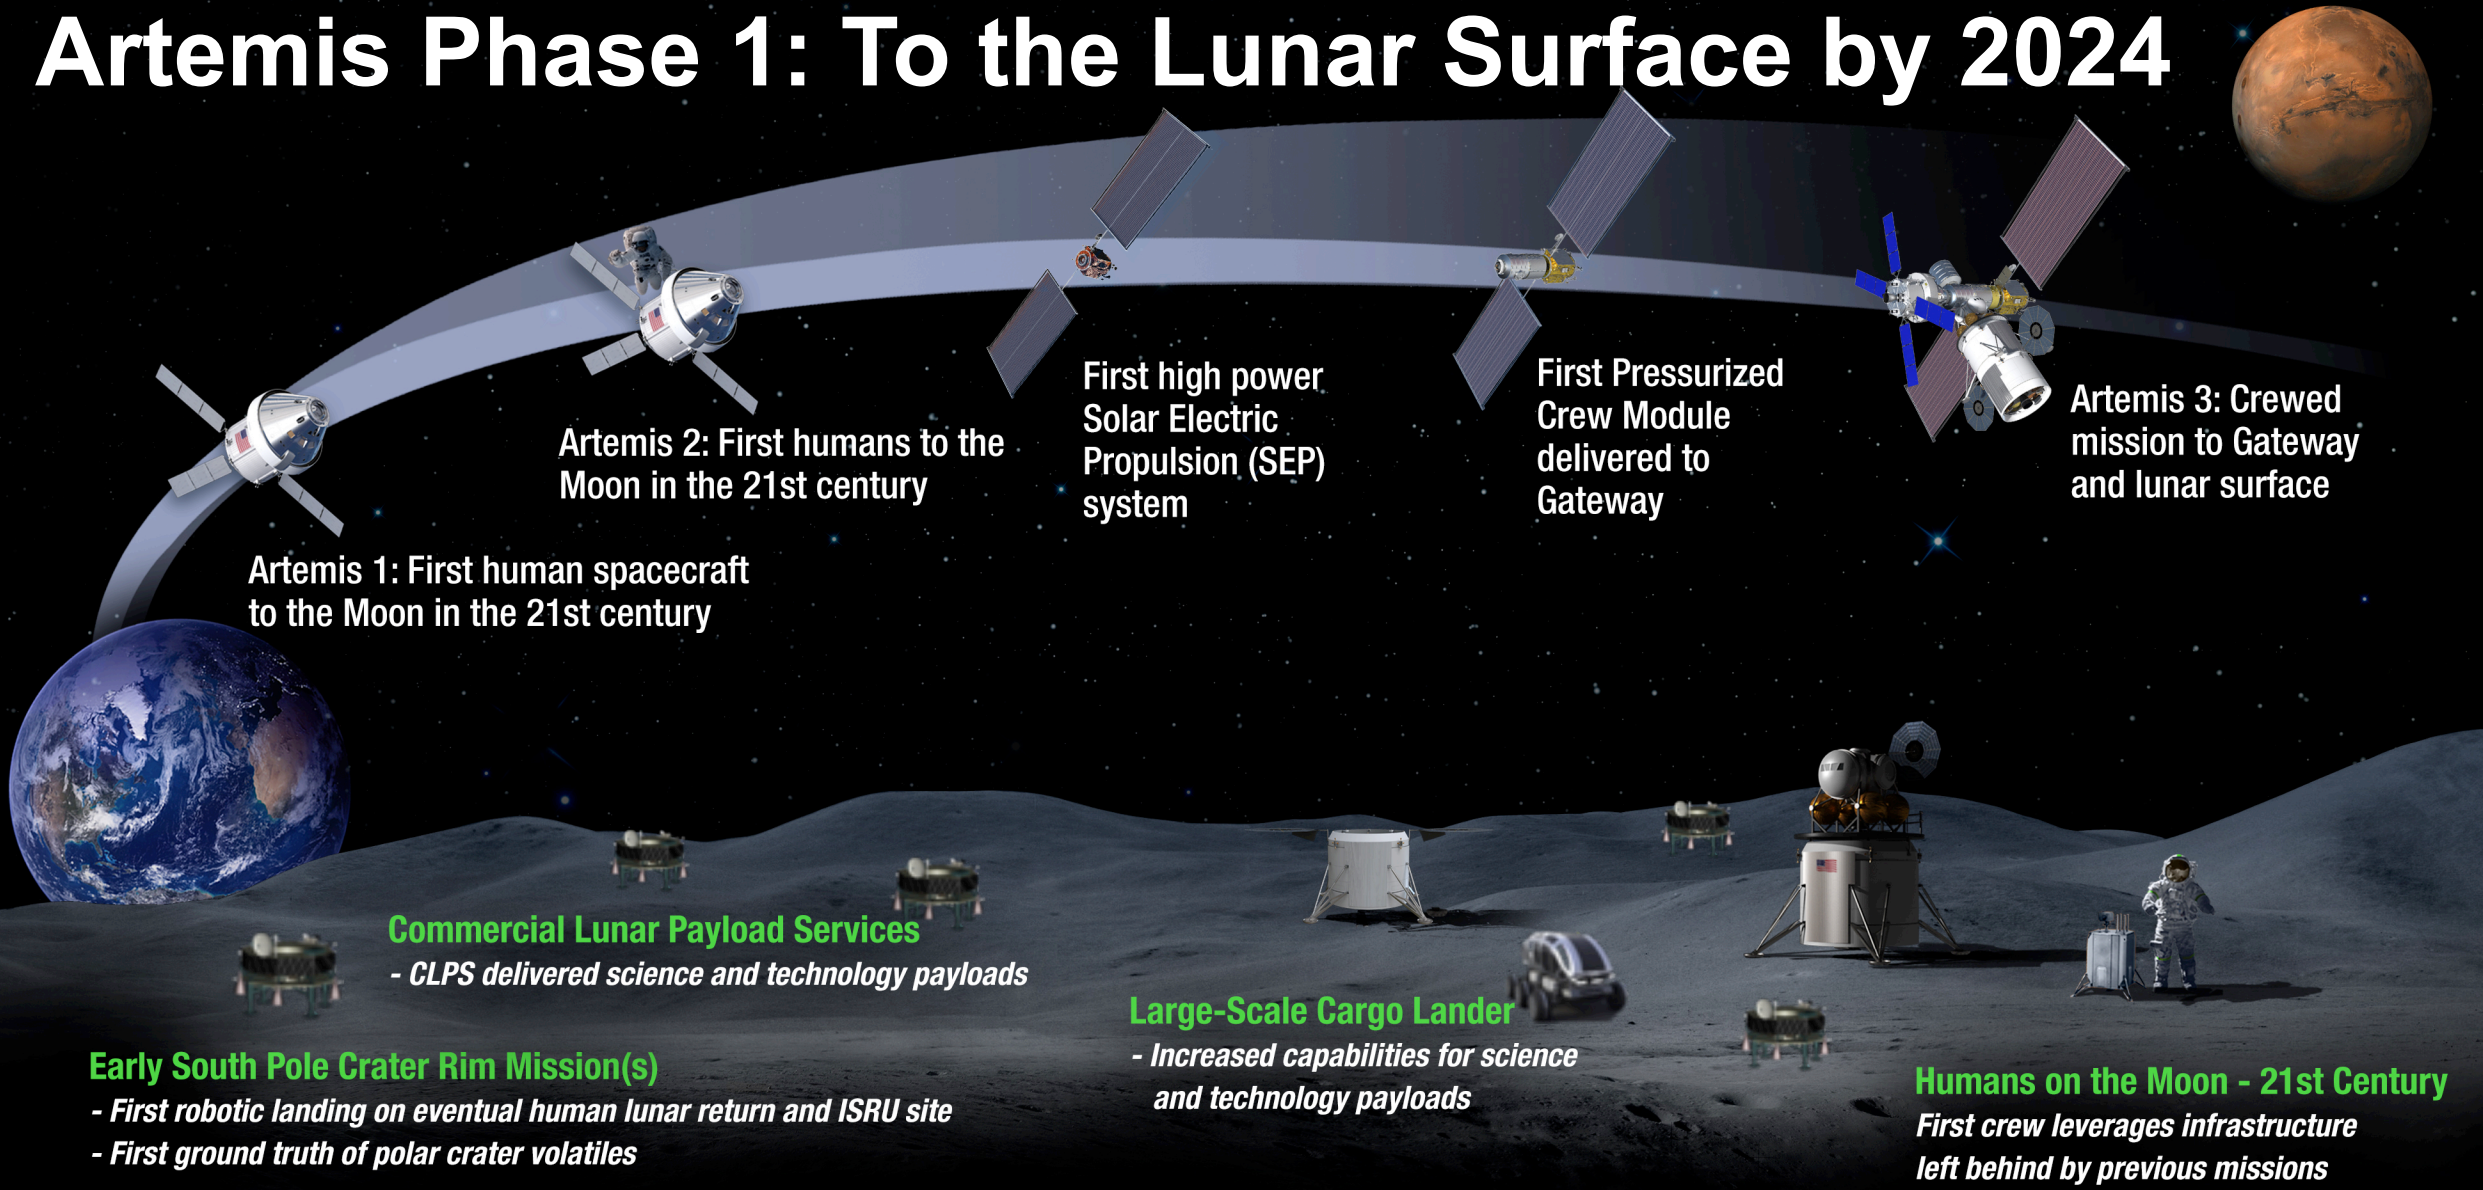 Artemis Phase 1: To the Lunar Surface by 2024
Artemis 1: First human spacecraft
to the Moon in the 21st century
Artemis 2: First humans to the
Moon in the 21st century
First high power
Solar Electric
Propulsion (SEP)
system
First Pressurized
Crew Module
delivered to
Gateway
Artemis 3: Crewed
mission to Gateway
and lunar surface
Commercial Lunar Payload Services
- CLPS delivered science and technology payloads
Early South Pole Crater Rim Mission(s)
- First robotic landing on eventual human lunar return and ISRU site
- First ground truth of polar crater volatiles
Large-Scale Cargo Lander
- Increased capabilities for science
and technology payloads
Humans on the Moon - 21st Century
First crew leverages infrastructure
left behind by previous missions